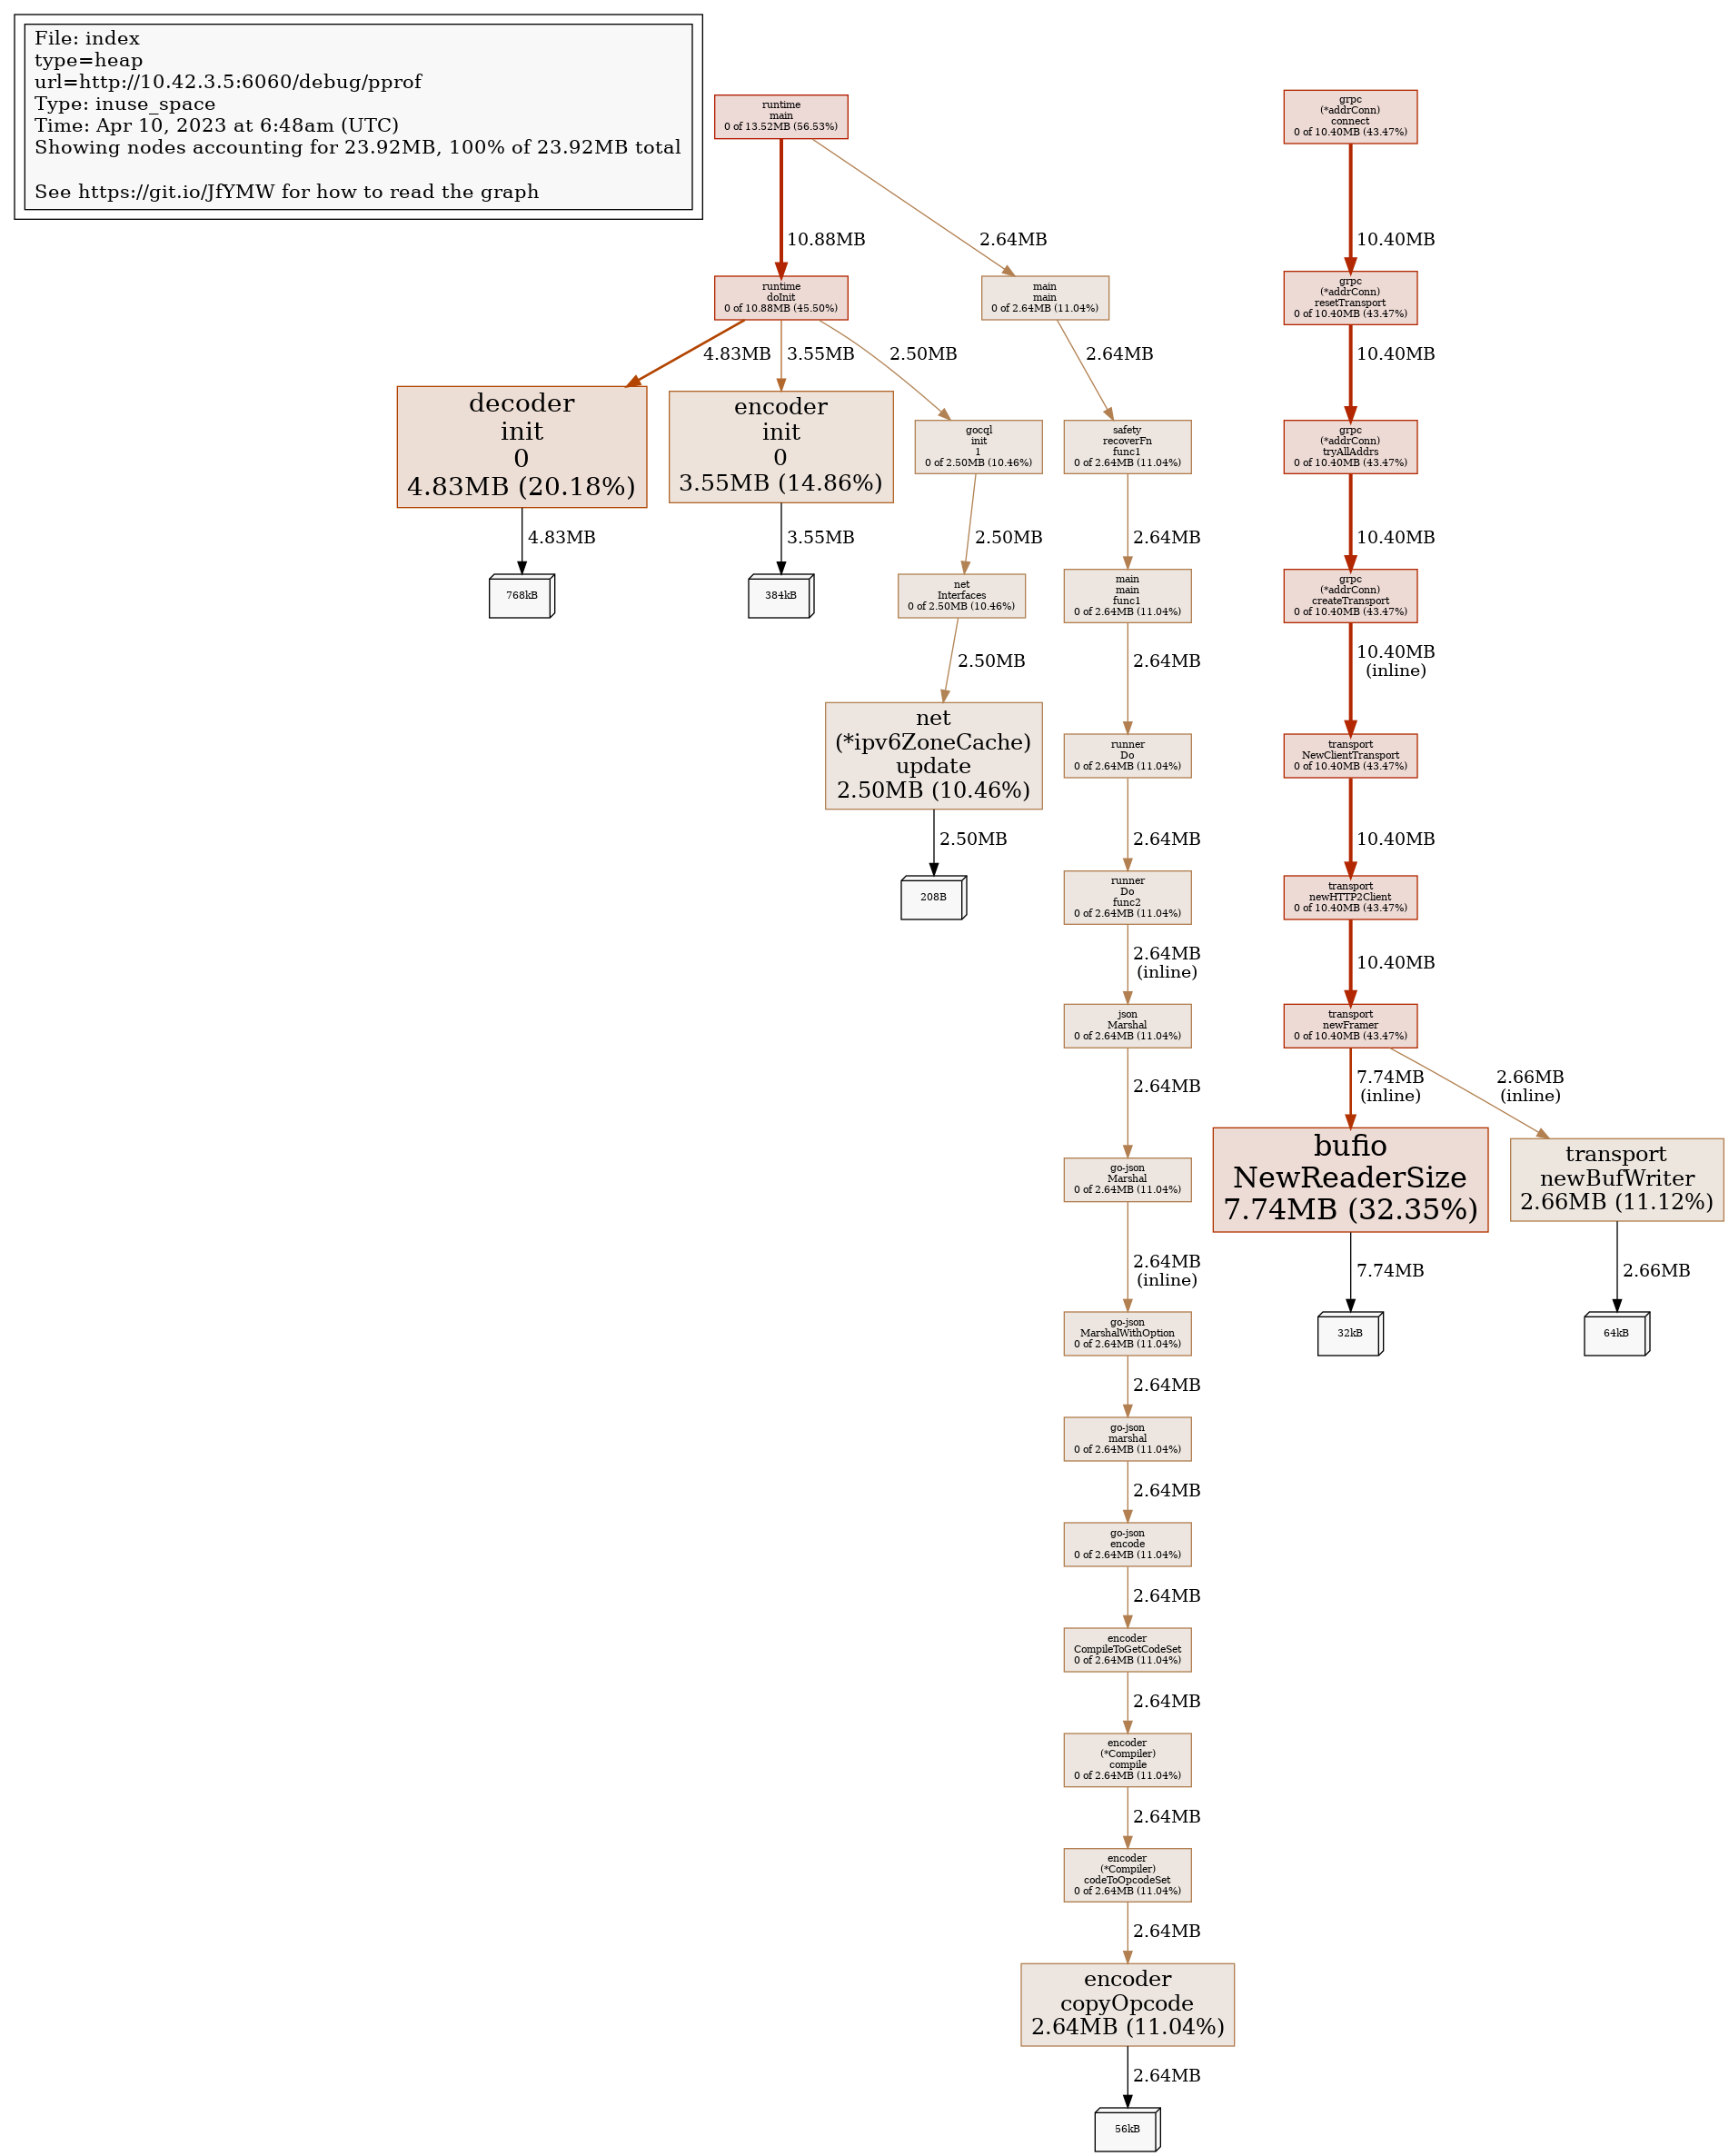 File: index
type=heap
url=http://10.42.3.5:6060/debug/pprof
Type: inuse_space
Time: Apr 10, 2023 at 6:48am (UTC)
Showing nodes accounting for 23.92MB, 100% of 23.92MB total
See https://git.io/JfYMW for how to read the graph
runtime
main
0 of 13.52MB (56.53%)
grpc
(*addrConn)
connect
0 of 10.40MB (43.47%)
10.88MB
2.64MB
10.40MB
runtime
doInit
0 of 10.88MB (45.50%)
main
main
0 of 2.64MB (11.04%)
grpc
(*addrConn)
resetTransport
0 of 10.40MB (43.47%)
4.83MB
3.55MB
2.50MB
2.64MB
10.40MB
decoder
init
0
4.83MB (20.18%)
encoder
init
0
3.55MB (14.86%)
gocql
init
1
0 of 2.50MB (10.46%)
safety
recoverFn
func1
0 of 2.64MB (11.04%)
grpc
(*addrConn)
tryAllAddrs
0 of 10.40MB (43.47%)
4.83MB
3.55MB
2.50MB
2.64MB
10.40MB
768kB
384kB
net
Interfaces
0 of 2.50MB (10.46%)
main
main
func1
0 of 2.64MB (11.04%)
grpc
(*addrConn)
createTransport
0 of 10.40MB (43.47%)
2.50MB
2.64MB
10.40MB
(inline)
net
(*ipv6ZoneCache)
update
2.50MB (10.46%)
runner
Do
0 of 2.64MB (11.04%)
transport
NewClientTransport
0 of 10.40MB (43.47%)
2.50MB
2.64MB
10.40MB
208B
runner
Do
func2
0 of 2.64MB (11.04%)
transport
newHTTP2Client
0 of 10.40MB (43.47%)
2.64MB
(inline)
10.40MB
json
Marshal
0 of 2.64MB (11.04%)
transport
newFramer
0 of 10.40MB (43.47%)
2.64MB
7.74MB
(inline)
2.66MB
(inline)
go-json
Marshal
0 of 2.64MB (11.04%)
bufio
NewReaderSize
7.74MB (32.35%)
transport
newBufWriter
2.66MB (11.12%)
2.64MB
(inline)
7.74MB
2.66MB
go-json
MarshalWithOption
0 of 2.64MB (11.04%)
32kB
64kB
2.64MB
go-json
marshal
0 of 2.64MB (11.04%)
2.64MB
go-json
encode
0 of 2.64MB (11.04%)
2.64MB
encoder
CompileToGetCodeSet
0 of 2.64MB (11.04%)
2.64MB
encoder
(*Compiler)
compile
0 of 2.64MB (11.04%)
2.64MB
encoder
(*Compiler)
codeToOpcodeSet
0 of 2.64MB (11.04%)
2.64MB
encoder
copyOpcode
2.64MB (11.04%)
2.64MB
56kB